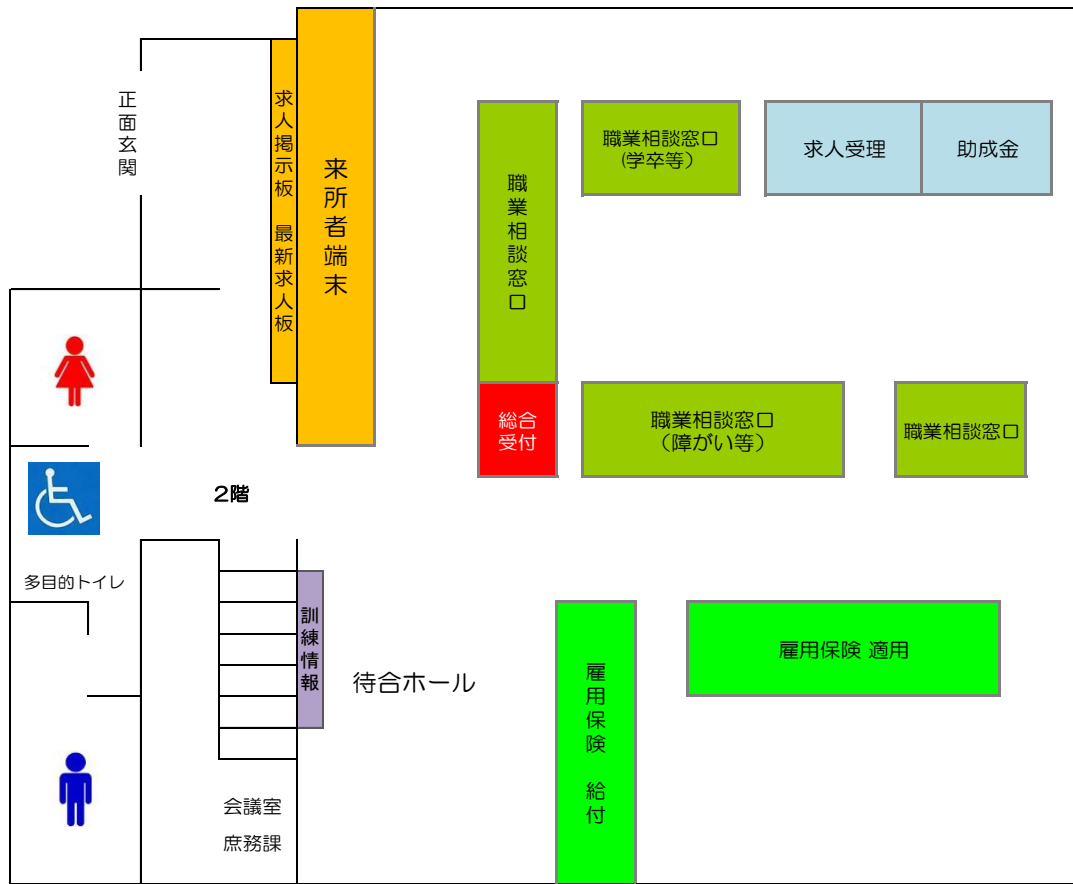 正面玄関
求人掲示板 最新求人板
来所者端末
職業相談窓口
職業相談窓口
(学卒等）
求人受理
助成金
総合
受付
職業相談窓口
（障がい等）
職業相談窓口
2階
多目的トイレ
訓練情報
待合ホール
雇用保険 給付
雇用保険 適用
会議室
庶務課